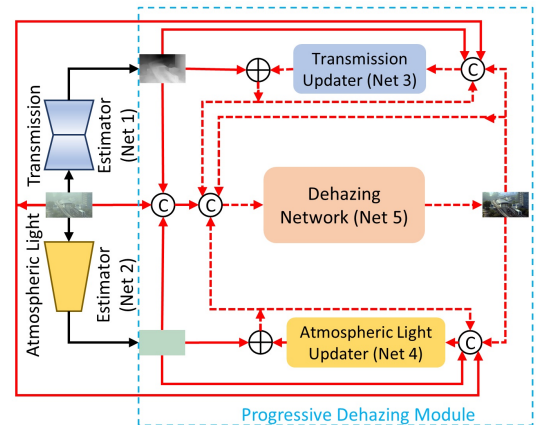 Transmission
Estimator
(Net 1)
Transmission
Updater (Net 3)
C
C
C
Dehazing
Network (Net 5)
Atmospheric Light
Estimator
(Net 2)
Atmospheric Light
Updater (Net 4)
C
Progressive Dehazing Module